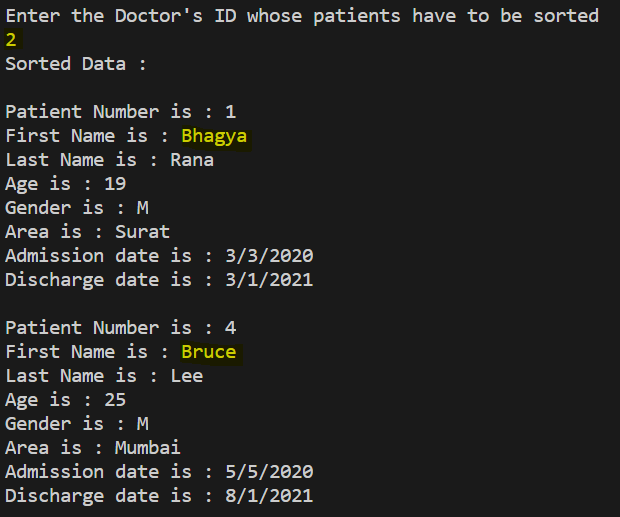 Enter the Doctor's ID whose patients have to be sorted
2
Sorted Data :
Patient Number is : 1
First Name is : Bhagya
Last Name is : Rana
Age is : 19
Gender is : M
Area is : Surat
Admission date is : 3/3/2020
Discharge date is : 3/1/2021
Patient Number is : 4
First Name is : Bruce
Last Name is : Lee
Age is : 25
Gender is : M
Area is : Mumbai
Admission date is : 5/5/2020
Discharge date is : 8/1/2021